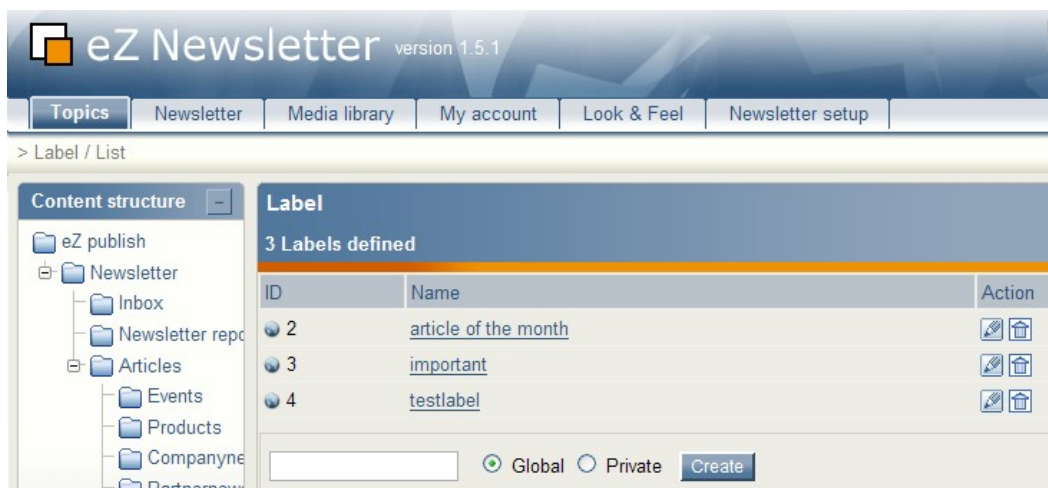 eZ Newsletter version 1.5.1
Topics Newsletter Media library My account Look & Feel Newsletter setup
> Label / List
Content structure
eZ publish
Newsletter
Inbox
Newsletter repo
Articles
Events
Products
Companyne
Label
3 Labels defined
ID Name Action
2 article of the month
3 important
4 testlabel
Global Private Create